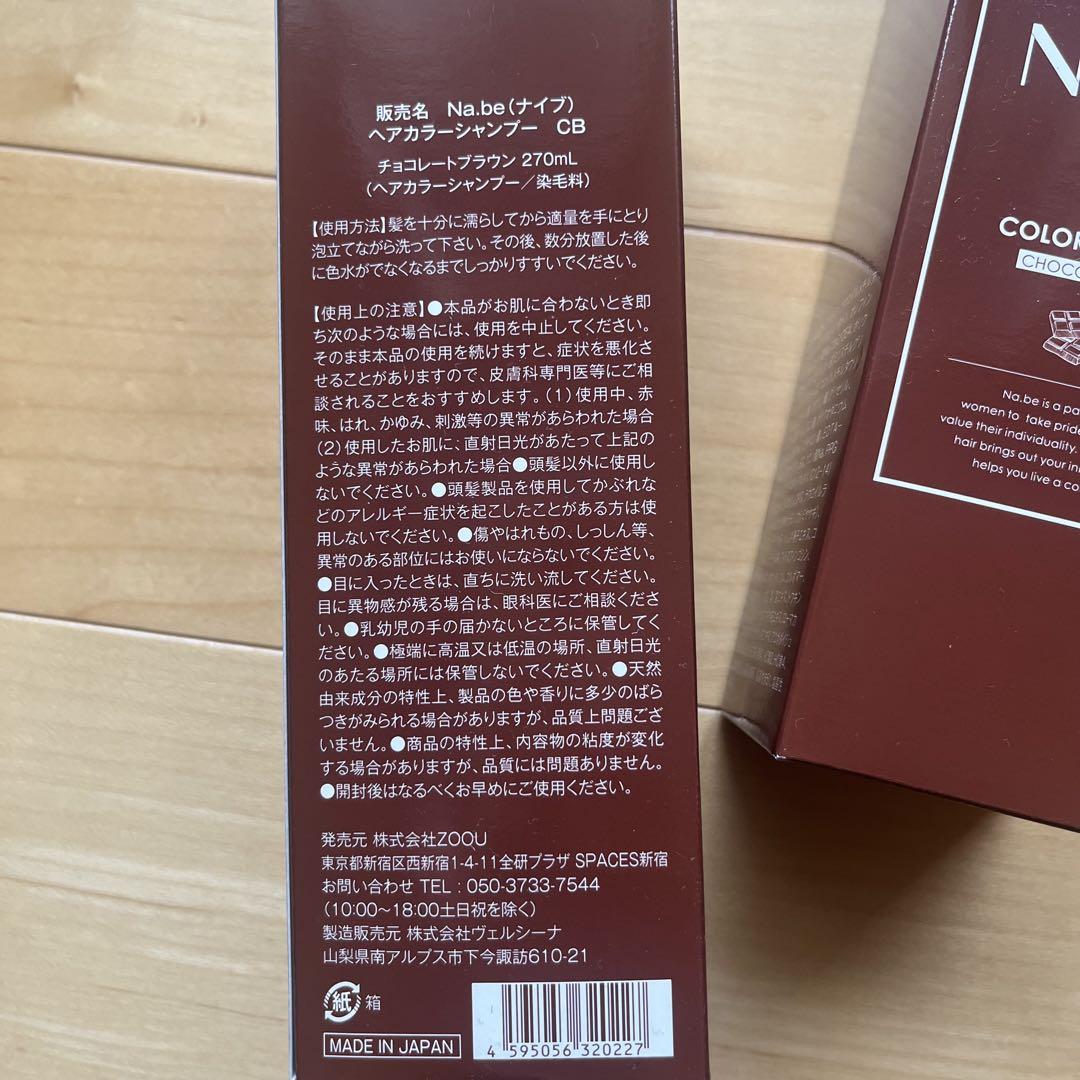 販売名 Na.be(ナイブ)
ヘアカラーシャンプー CB
チョコレートブラウン 270mL
(ヘアカラーシャンプー/染毛料)
【使用方法】髪を十分に濡らしてから適量を手にとり
泡立てながら洗って下さい。その後、数分放置した後
に色水がでなくなるまでしっかりすすいでください。
【使用上の注意】●本品がお肌に合わないとき即
ち次のような場合には、使用を中止してください。
そのまま本品の使用を続けますと、症状を悪化さ
せることがありますので、皮膚科専門医等にご相
談されることをおすすめします。(1)使用中、赤
味、はれ、かゆみ、刺激等の異常があらわれた場合
(2)使用したお肌に、直射日光があたって上記の
ような異常があらわれた場合●頭髪以外に使用し
ないでください。●頭髪製品を使用してかぶれな
どのアレルギー症状を起こしたことがある方は使
用しないでください。●傷やはれもの、しっしん等、
異常のある部位にはお使いにならないでください。
●目に入ったときは、直ちに洗い流してください。
目に異物感が残る場合は、眼科医にご相談くださ
い。●乳幼児の手の届かないところに保管してく
ださい。●極端に高温又は低温の場所、直射日光
のあたる場所には保管しないでください。●天然
由来成分の特性上、製品の色や香りに多少のばら
つきがみられる場合がありますが、品質上問題ござ
いません。●商品の特性上、内容物の粘度が変化
する場合がありますが、品質には問題ありません。
●開封後はなるべくお早めにご使用ください。
発売元 株式会社ZOOU
東京都新宿区西新宿1-4-11全研プラザ SPACES新宿
お問い合わせ TEL : 050-3733-7544
(10:00~18:00土日祝を除く)
製造販売元 株式会社ヴェルシーナ
山梨県南アルプス市下今諏訪610-21
紙 箱
MADE IN JAPAN
4 595056 320227
N
COLOR
CHOCO
Na.be is a pa
women to take pride
value their individuality.
hair brings out your in
helps you live a co